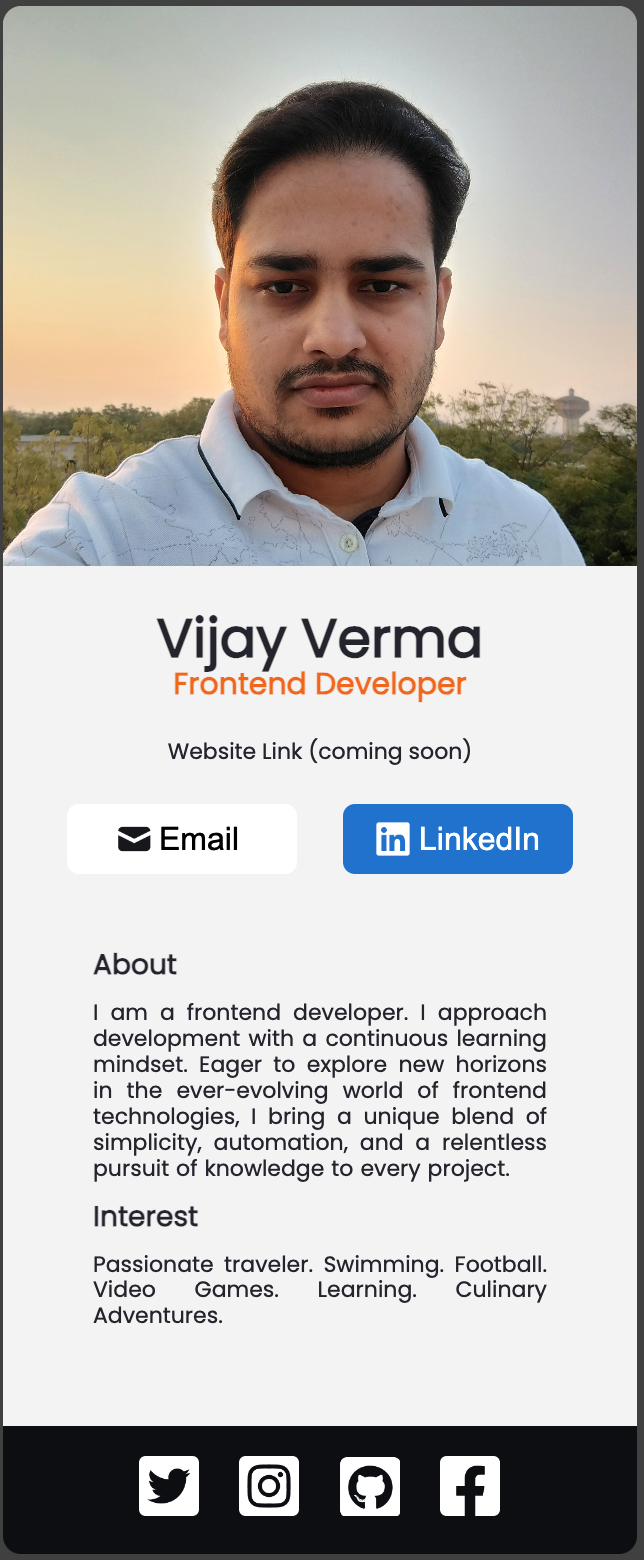 Vijay Verma
Frontend Developer
Website Link (coming soon)
Email
in LinkedIn
About
I am a frontend developer. I approach
development with a continuous learning
mindset. Eager to explore new horizons
in the ever-evolving world of frontend
technologies, I bring a unique blend of
simplicity, automation, and a relentless
pursuit of knowledge to every project.
Interest
Passionate traveler. Swimming. Football.
Video Games. Learning. Culinary
Adventures.